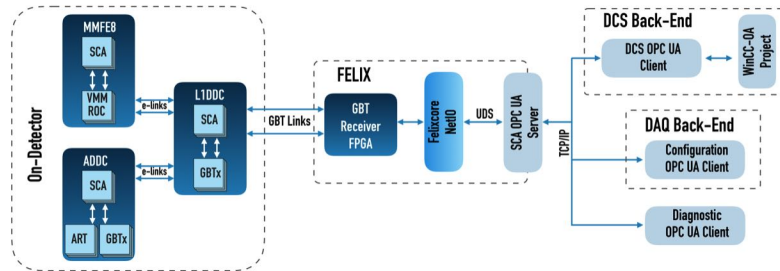 On-Detector
MMFE8
SCA
VMM
ROC
e-links
ADDC
SCA
ART
GBTx
e-links
L1DDC
SCA
GBTx
GBT Links
FELIX
GBT
Receiver
FPGA
Felixcore
NetIO
UDS
SCA OPC UA
Server
TCP/IP
DCS Back-End
DCS OPC UA
Client
WinCC-OA
Project
DAQ Back-End
Configuration
OPC UA Client
Diagnostic
OPC UA Client